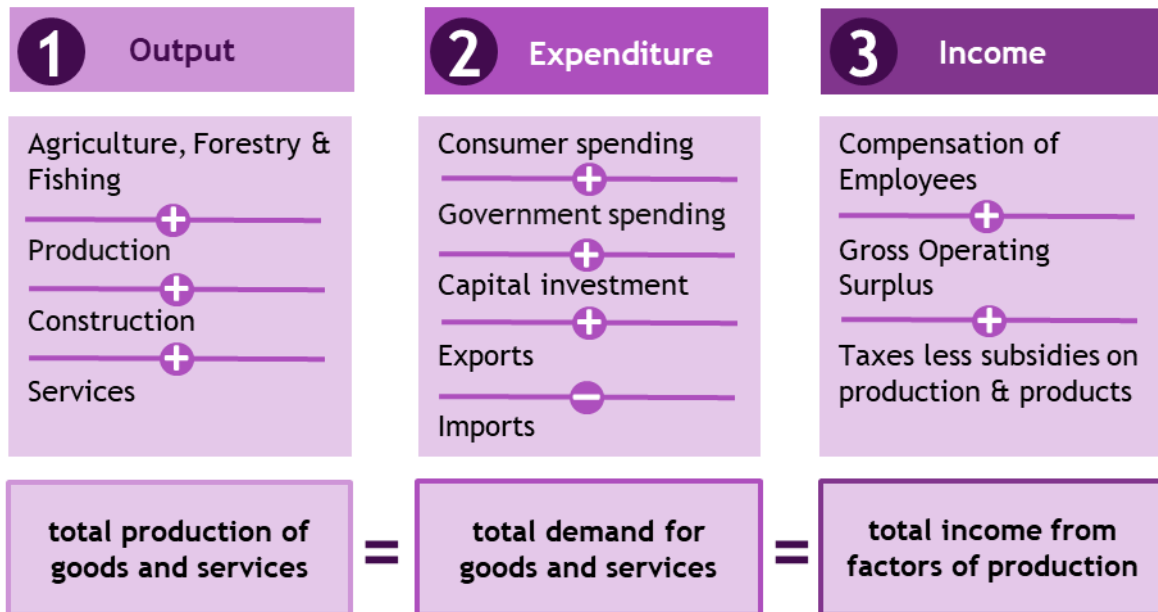 1 Output
Agriculture, Forestry &
Fishing
+
Production
+
Construction
+
Services
total production of
goods and services
=
2 Expenditure
Consumer spending
+
Government spending
+
Capital investment
+
Exports
−
Imports
total demand for
goods and services
=
3 Income
Compensation of
Employees
+
Gross Operating
Surplus
+
Taxes less subsidies on
production & products
total income from
factors of production